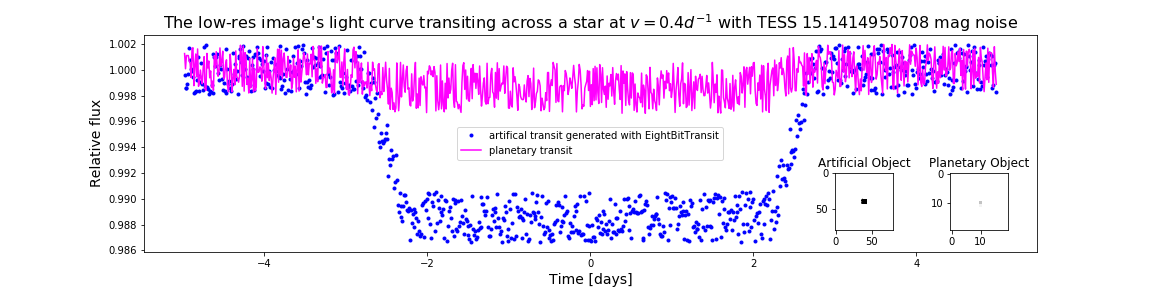 The low-res image's light curve transiting across a star at v = 0.4d⁻¹ with TESS 15.1414950708 mag noise
Relative flux
1.002
1.000
0.998
0.996
0.994
0.992
0.990
0.988
0.986
artifical transit generated with EightBitTransit
planetary transit
Artificial Object
0
50
0 50
Planetary Object
0
10
0 10
−4 −2 0 2 4
Time [days]